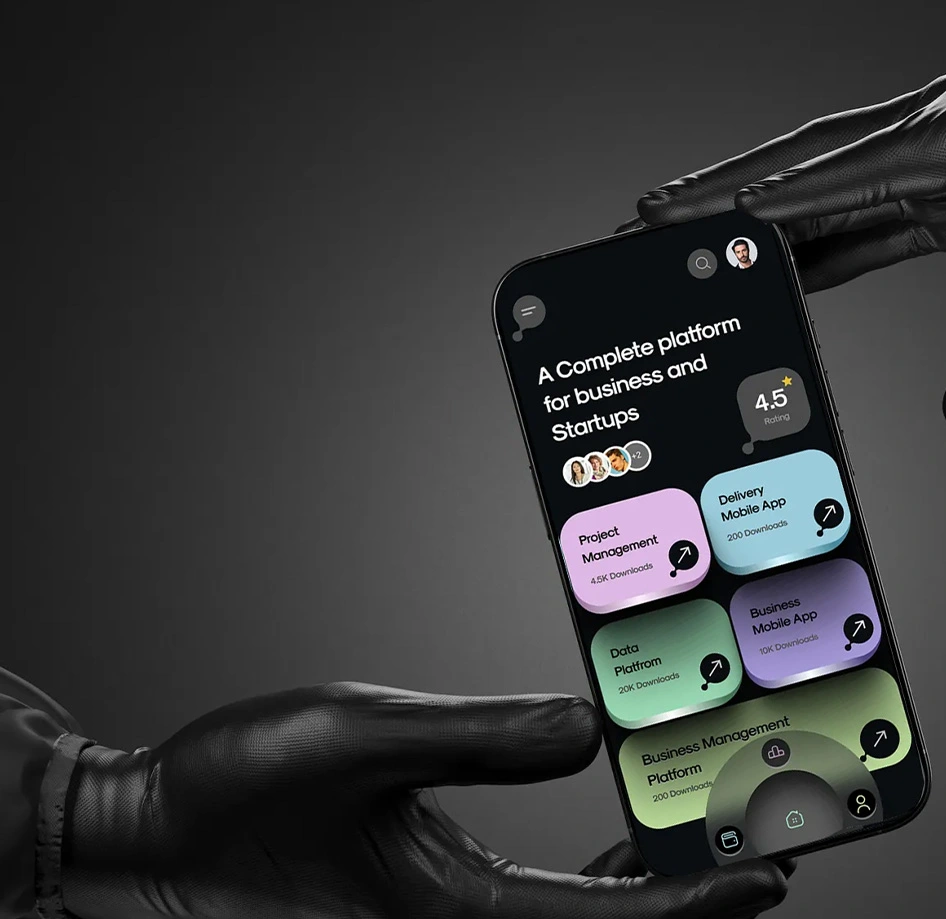 A Complete platform
for business and
Startups
4.5
Rating
+2
Project
Management
4.5K Downloads
Delivery
Mobile App
200 Downloads
Data
Platfrom
20K Downloads
Business
Mobile App
10K Downloads
Business Management
Platform
200 Downloads